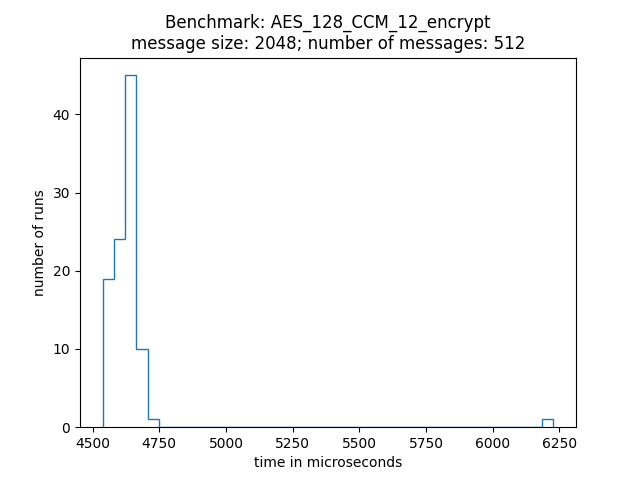 Benchmark: AES_128_CCM_12_encrypt
message size: 2048; number of messages: 512
number of runs
40
30
20
10
0
4500 4750 5000 5250 5500 5750 6000 6250
time in microseconds